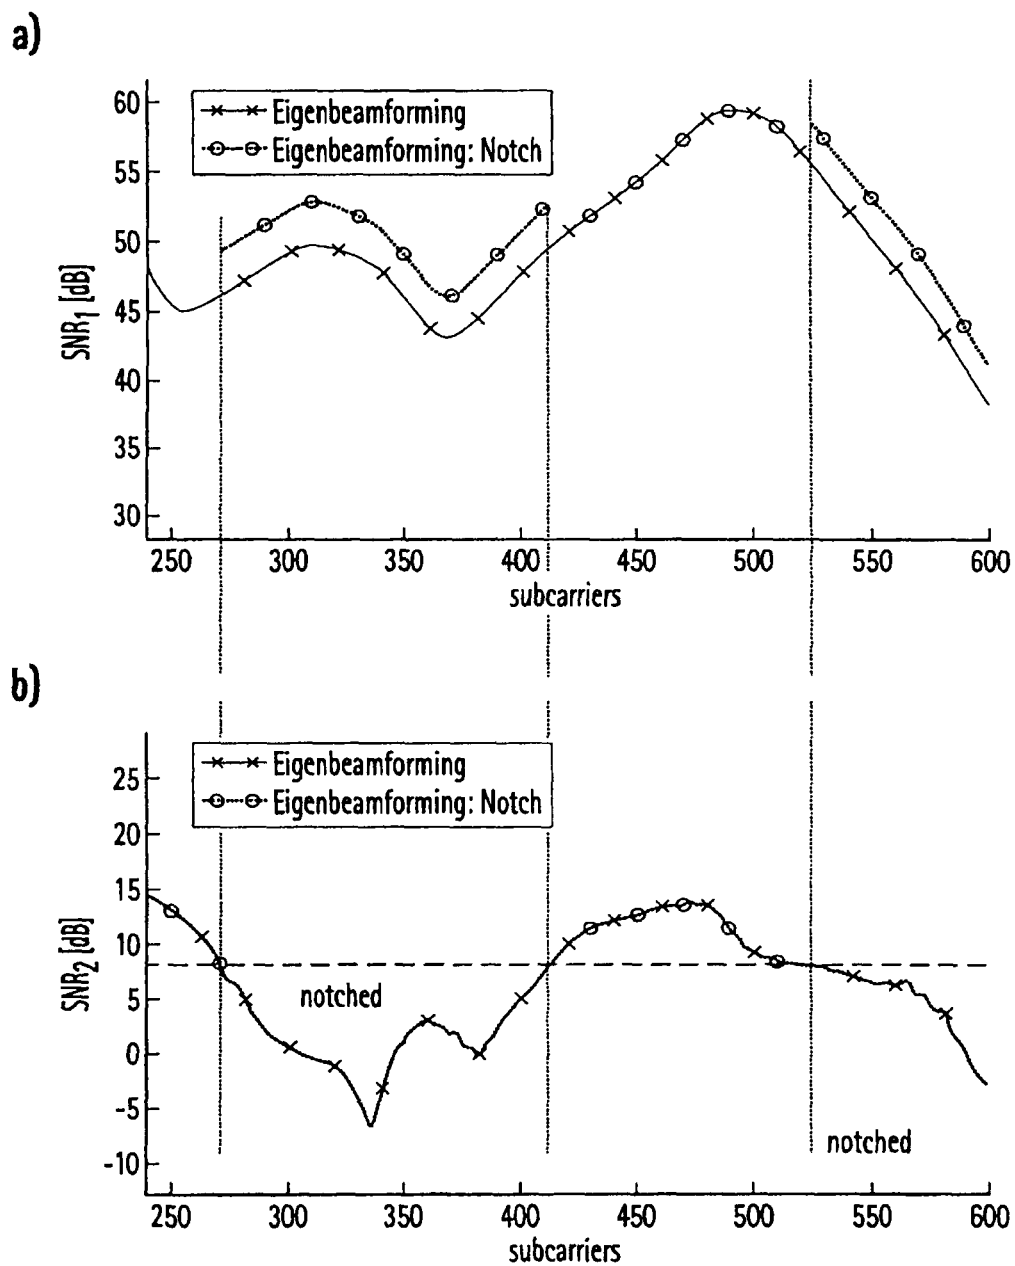 a)
Eigenbeamforming
Eigenbeamforming: Notch
SNR1 [dB]
60
55
50
45
40
35
30
250 300 350 400 450 500 550 600
subcarriers
b)
Eigenbeamforming
Eigenbeamforming: Notch
SNR2 [dB]
25
20
15
10
5
0
-5
-10
notched
notched
250 300 350 400 450 500 550 600
subcarriers